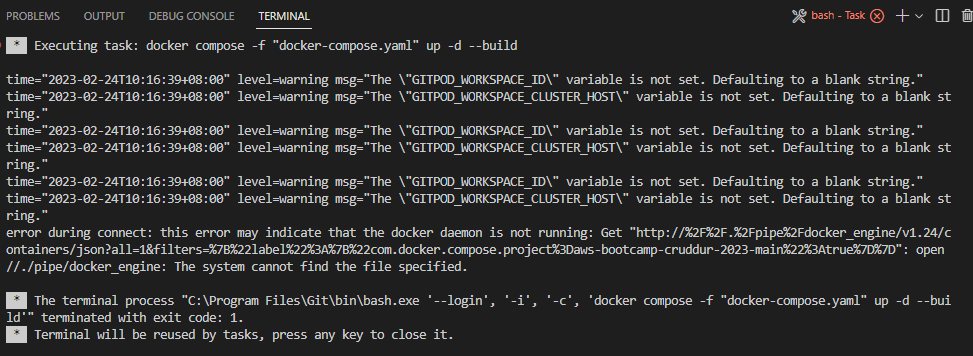 PROBLEMS OUTPUT DEBUG CONSOLE TERMINAL bash - Task
* Executing task: docker compose -f "docker-compose.yaml" up -d --build
time="2023-02-24T10:16:39+08:00" level=warning msg="The \"GITPOD_WORKSPACE_ID\" variable is not set. Defaulting to a blank string."
time="2023-02-24T10:16:39+08:00" level=warning msg="The \"GITPOD_WORKSPACE_CLUSTER_HOST\" variable is not set. Defaulting to a blank st
ring."
time="2023-02-24T10:16:39+08:00" level=warning msg="The \"GITPOD_WORKSPACE_ID\" variable is not set. Defaulting to a blank string."
time="2023-02-24T10:16:39+08:00" level=warning msg="The \"GITPOD_WORKSPACE_CLUSTER_HOST\" variable is not set. Defaulting to a blank st
ring."
time="2023-02-24T10:16:39+08:00" level=warning msg="The \"GITPOD_WORKSPACE_ID\" variable is not set. Defaulting to a blank string."
time="2023-02-24T10:16:39+08:00" level=warning msg="The \"GITPOD_WORKSPACE_CLUSTER_HOST\" variable is not set. Defaulting to a blank st
ring."
error during connect: this error may indicate that the docker daemon is not running: Get "http://%2F%2F.%2Fpipe%2Fdocker_engine/v1.24/c
ontainers/json?all=1&filters=%7B%22label%22%3A%7B%22com.docker.compose.project%3Daws-bootcamp-cruddur-2023-main%22%3Atrue%7D%7D": open
//./pipe/docker_engine: The system cannot find the file specified.
* The terminal process "C:\Program Files\Git\bin\bash.exe '--login', '-i', '-c', 'docker compose -f "docker-compose.yaml" up -d --bui
ld'" terminated with exit code: 1.
* Terminal will be reused by tasks, press any key to close it.